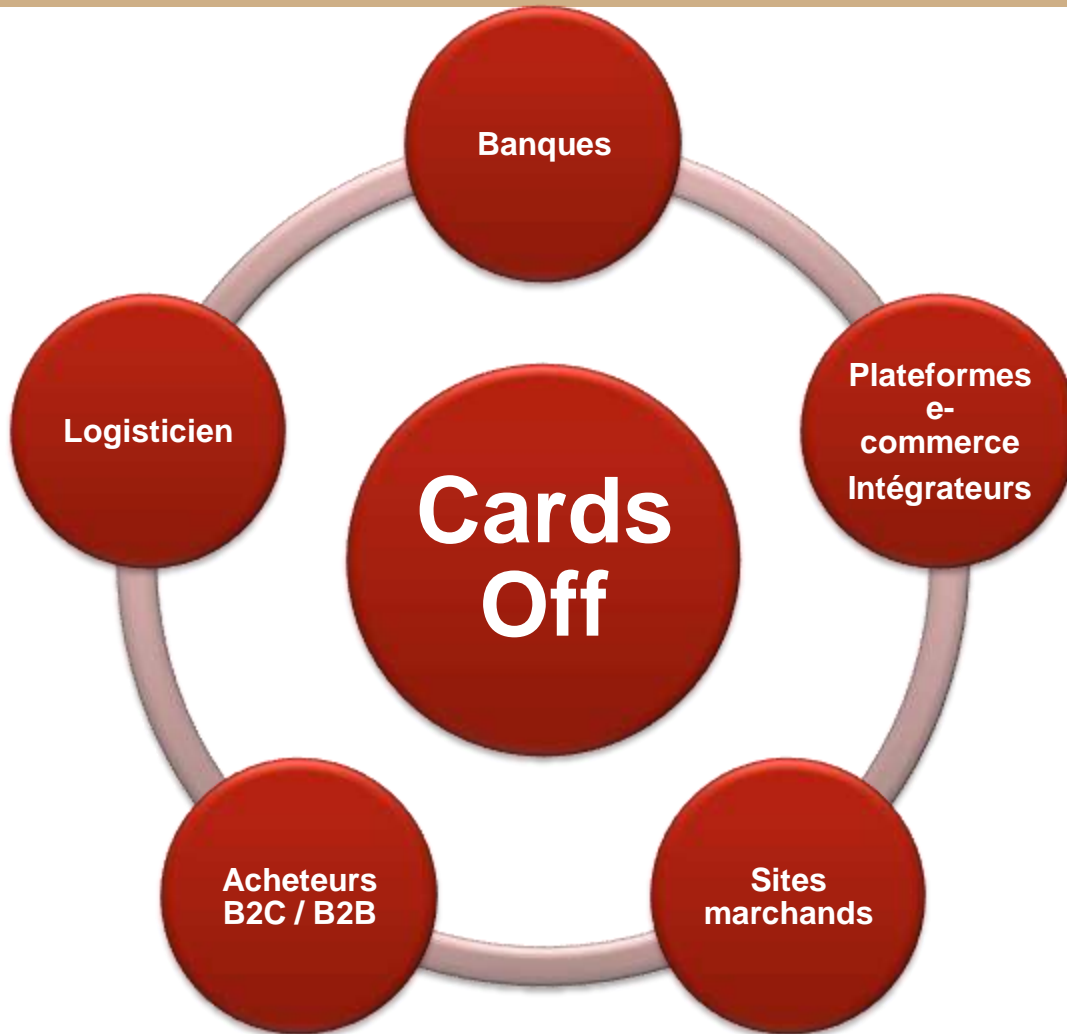 Banques
Plateformes
e-
commerce
Intégrateurs
Logisticien
Cards
Off
Acheteurs
B2C / B2B
Sites
marchands